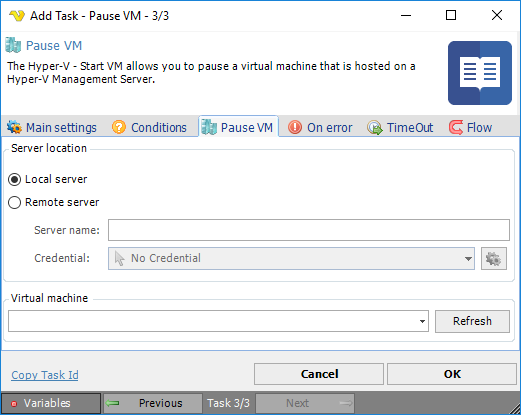 Add Task - Pause VM - 3/3
Pause VM
The Hyper-V - Start VM allows you to pause a virtual machine that is hosted on a
Hyper-V Management Server.
Main settings Conditions Pause VM On error TimeOut Flow
Server location
Local server
Remote server
Server name:
Credential: No Credential
Virtual machine
Refresh
Copy Task Id Cancel OK
Variables Previous Task 3/3 Next